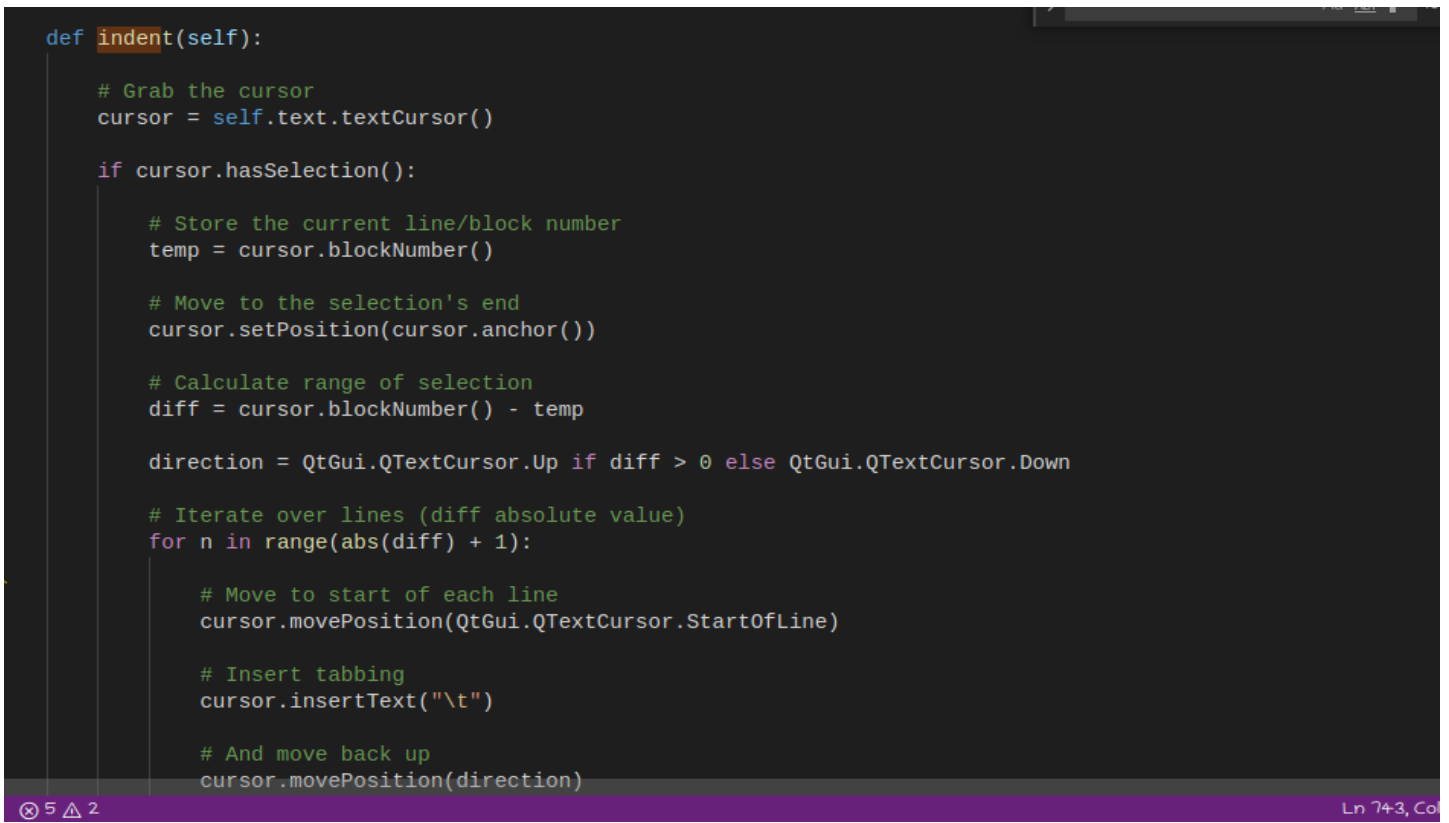 def indent(self):
# Grab the cursor
cursor = self.text.textCursor()
if cursor.hasSelection():
# Store the current line/block number
temp = cursor.blockNumber()
# Move to the selection's end
cursor.setPosition(cursor.anchor())
# Calculate range of selection
diff = cursor.blockNumber() - temp
direction = QtGui.QTextCursor.Up if diff > 0 else QtGui.QTextCursor.Down
# Iterate over lines (diff absolute value)
for n in range(abs(diff) + 1):
# Move to start of each line
cursor.movePosition(QtGui.QTextCursor.StartOfLine)
# Insert tabbing
cursor.insertText("\t")
# And move back up
cursor.movePosition(direction)
5 2 Ln 743, Col